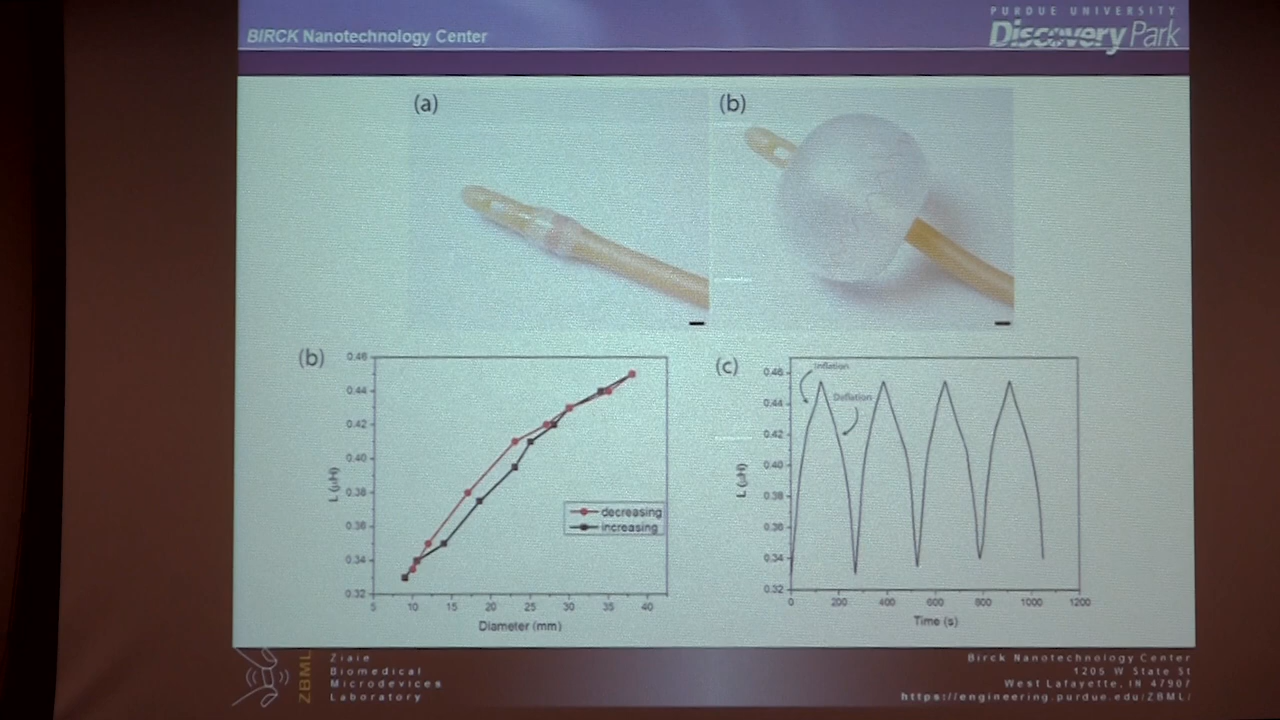 BIRCK Nanotechnology Center
PURDUE UNIVERSITY
Discovery Park
(a)
(b)
(b)
0.46
0.44
0.42
0.40
0.38
0.36
0.34
0.32
L (μH)
5 10 15 20 25 30 35 40
Diameter (mm)
decreasing
increasing
(c)
0.46
0.44
0.42
0.40
0.38
0.36
0.34
0.32
L (μH)
0 200 400 600 800 1000 1200
Time (s)
Inflation
Deflation
ZBML
Ziaie
Biomedical
Microdevices
Laboratory
Birck Nanotechnology Center
1205 W State St
West Lafayette, IN 47907
https://engineering.purdue.edu/ZBML/